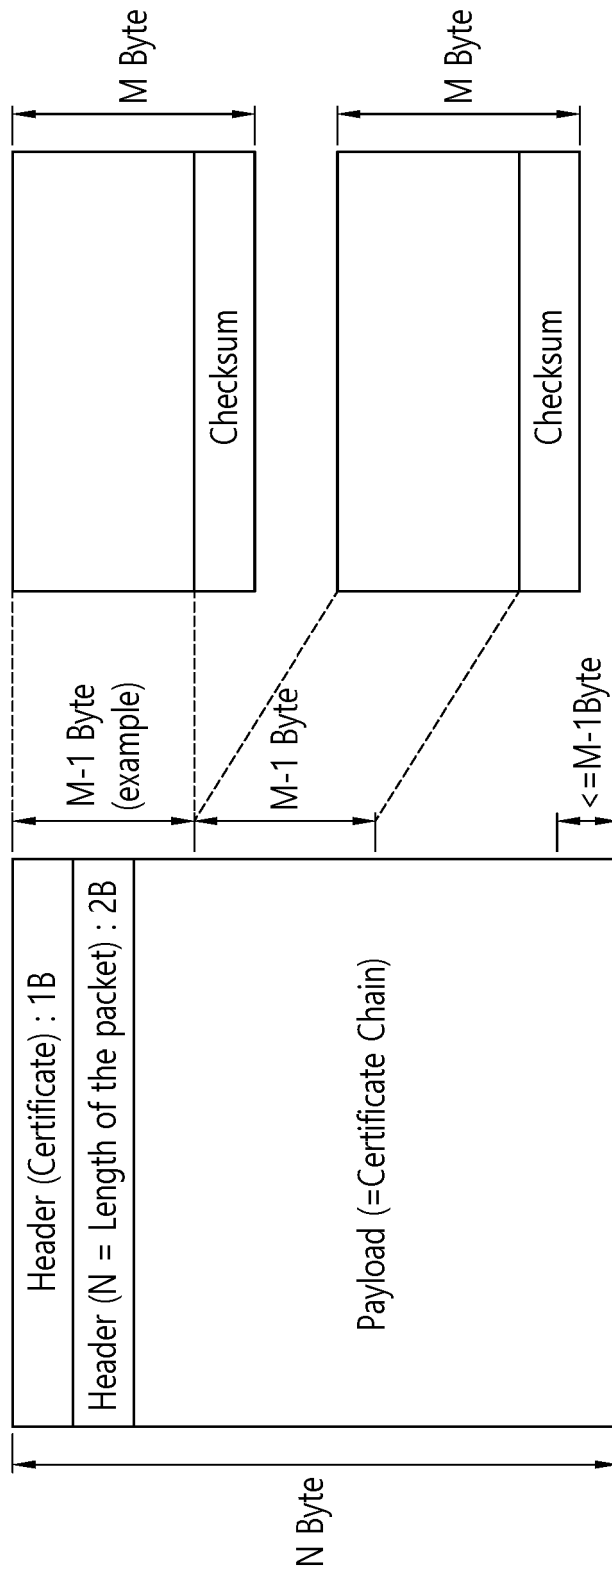 N Byte
Header (Certificate) : 1B
Header (N = Length of the packet) : 2B
Payload (=Certificate Chain)
M-1 Byte
(example)
M-1 Byte
<=M-1Byte
Checksum
M Byte
Checksum
M Byte